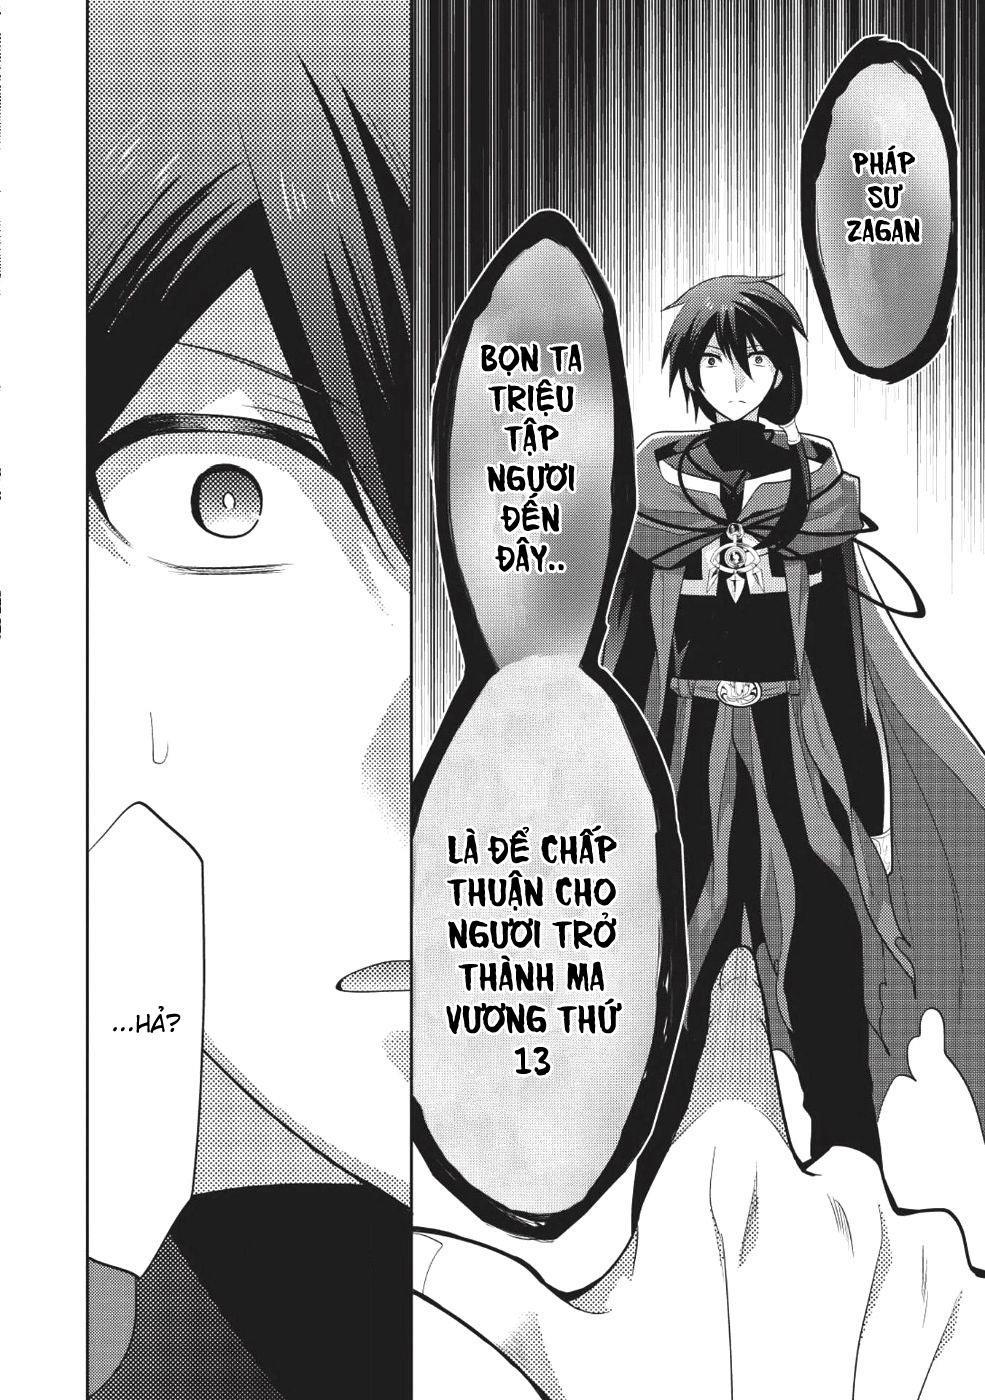 PHÁP
SƯ
ZAGAN
BỌN TA
TRIỆU
TẬP
NGƯƠI
ĐẾN
ĐÂY..
LÀ ĐỂ CHẤP
THUẬN CHO
NGƯƠI TRỞ
THÀNH MA
VƯƠNG THỨ
13
...HẢ?